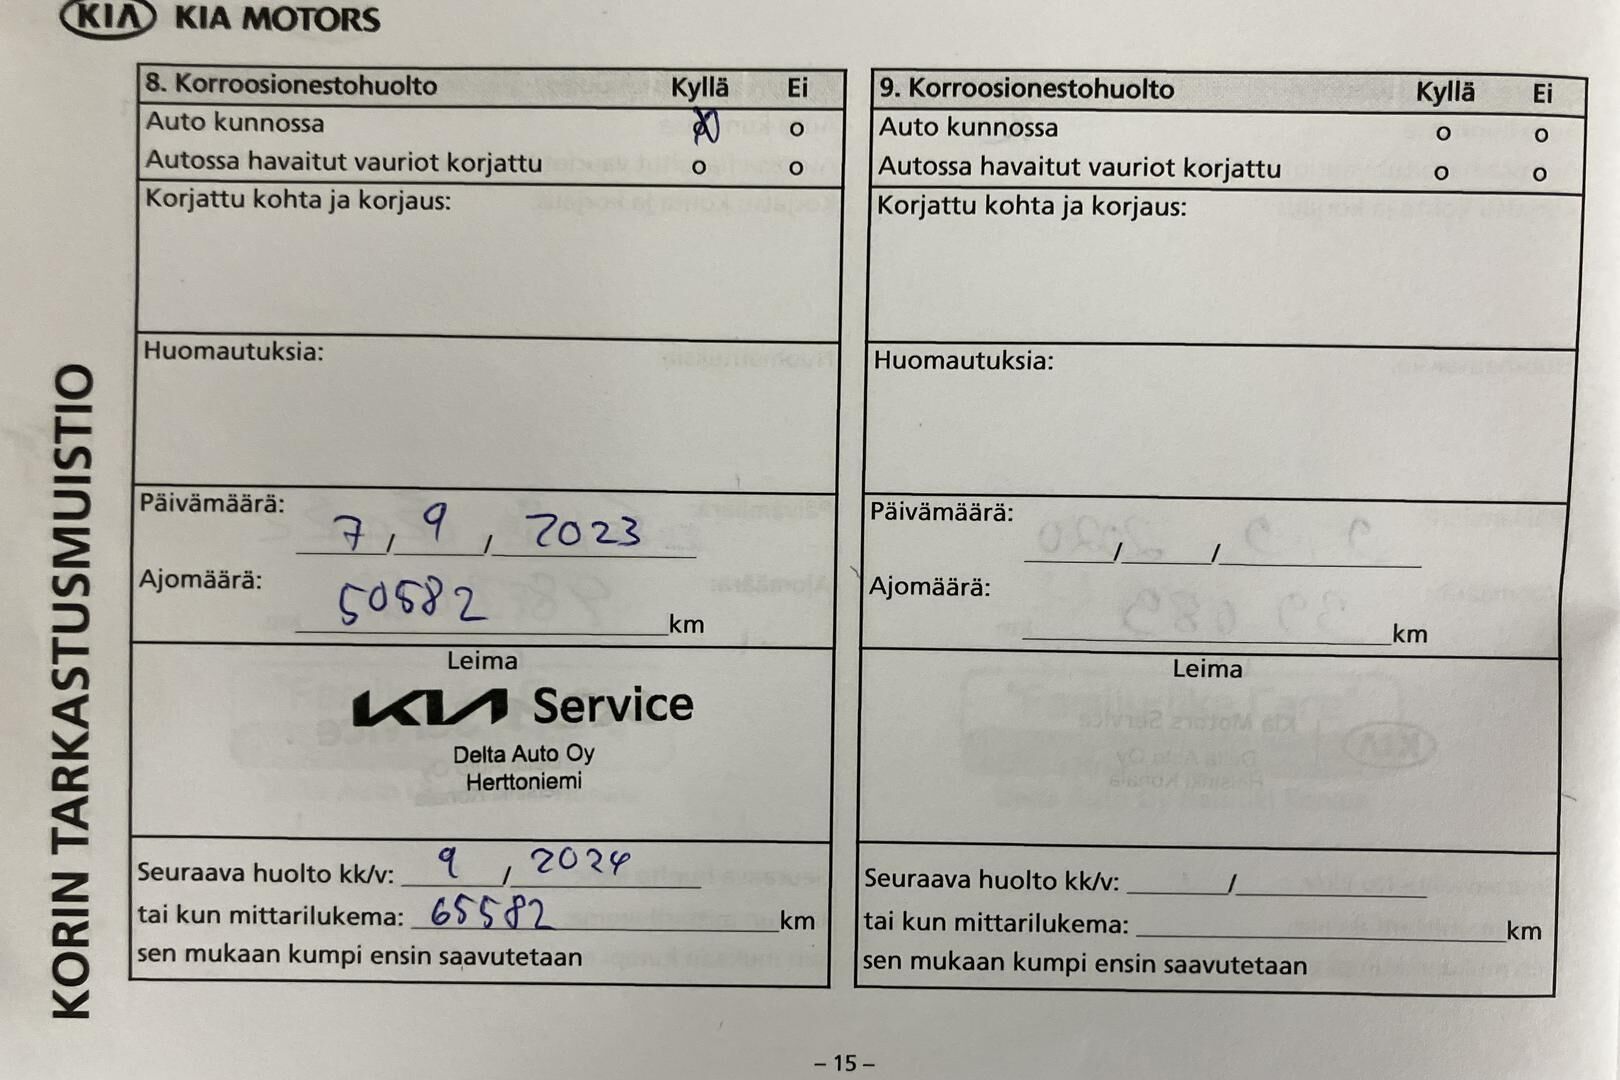 KIA KIA MOTORS
KORIN TARKASTUSMUISTIO
8. Korroosionestohuolto Kyllä Ei
Auto kunnossa o o
Autossa havaitut vauriot korjattu o o
Korjattu kohta ja korjaus:
Huomautuksia:
Päivämäärä: 7 / 9 / 2023
Ajomäärä: 50582 km
Leima
KIA Service
Delta Auto Oy
Herttoniemi
Seuraava huolto kk/v: 9 / 2024
tai kun mittarilukema: 65582 km
sen mukaan kumpi ensin saavutetaan
9. Korroosionestohuolto Kyllä Ei
Auto kunnossa o o
Autossa havaitut vauriot korjattu o o
Korjattu kohta ja korjaus:
Huomautuksia:
Päivämäärä: / /
Ajomäärä: km
Leima
Seuraava huolto kk/v: /
tai kun mittarilukema: km
sen mukaan kumpi ensin saavutetaan
– 15 –